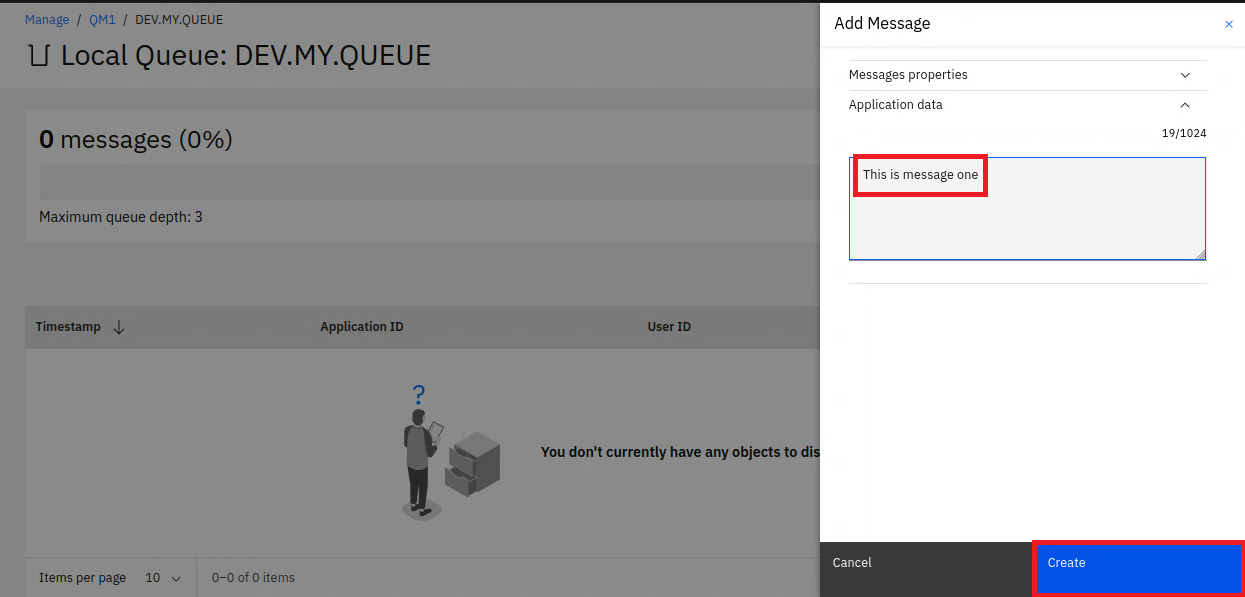 Manage / QM1 / DEV.MY.QUEUE
Local Queue: DEV.MY.QUEUE
0 messages (0%)
Maximum queue depth: 3
Timestamp Application ID User ID
?
You don't currently have any objects to dis
Items per page 10 0–0 of 0 items
Add Message
Messages properties
Application data
19/1024
This is message one
Cancel Create